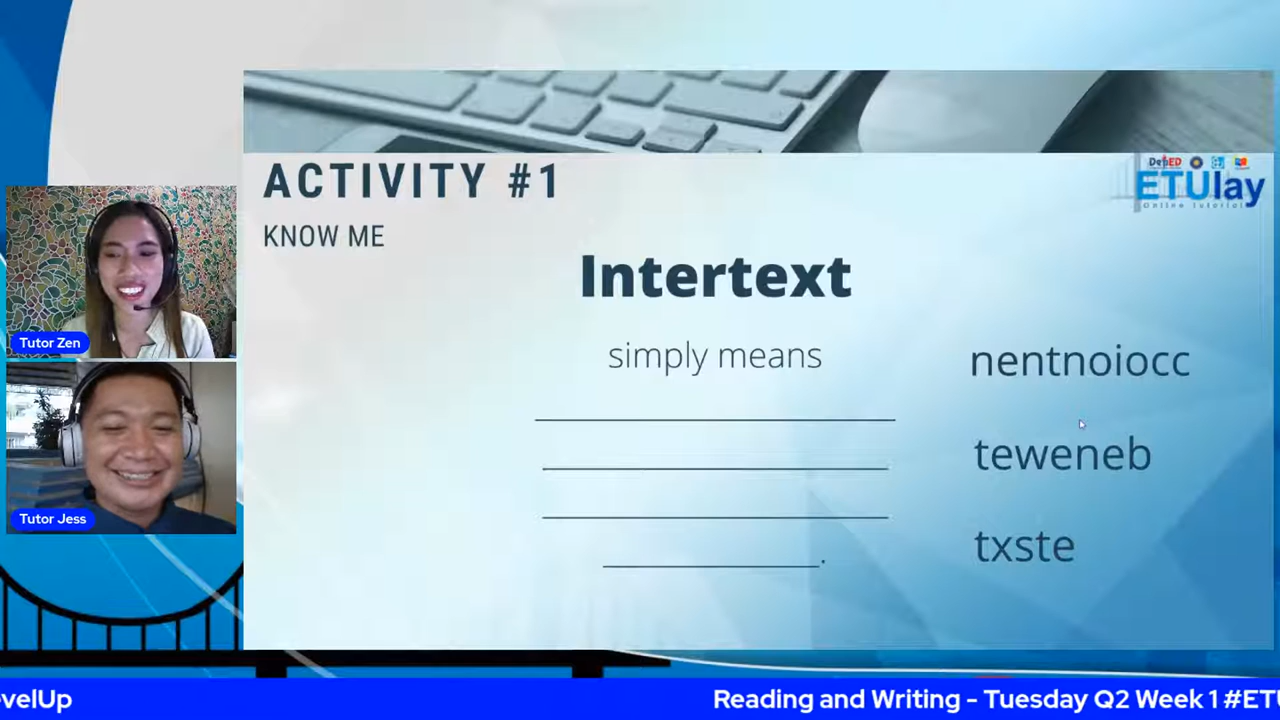 ACTIVITY #1
KNOW ME
DepED
ETUlay
Online Tutorial
Intertext
simply means
nentnoiocc
teweneb
txste
Tutor Zen
Tutor Jess
evelUp
Reading and Writing - Tuesday Q2 Week 1 #ETU